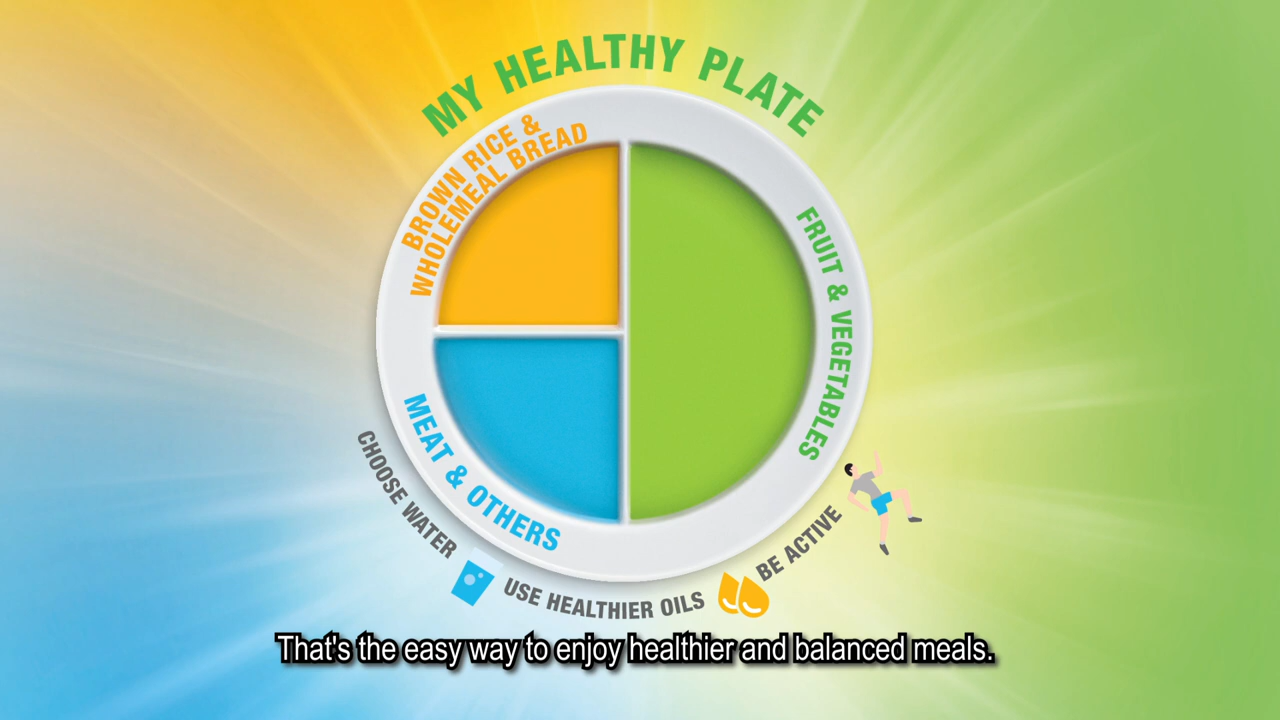 MY HEALTHY PLATE
BROWN RICE &
WHOLEMEAL BREAD
FRUIT & VEGETABLES
MEAT & OTHERS
CHOOSE WATER
USE HEALTHIER OILS
BE ACTIVE
That's the easy way to enjoy healthier and balanced meals.